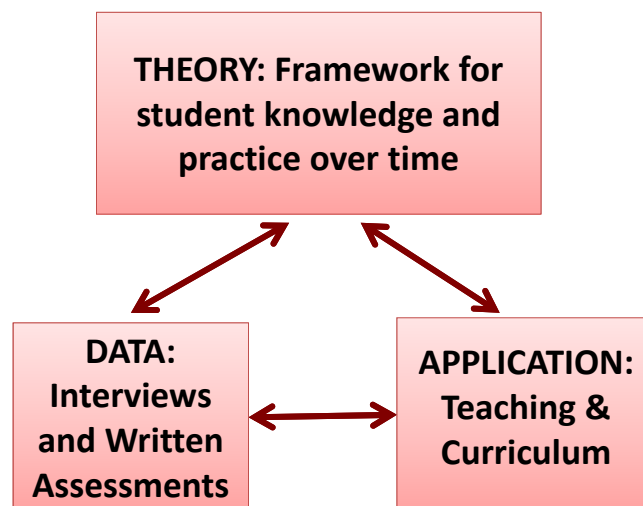 THEORY: Framework for
student knowledge and
practice over time
DATA:
Interviews
and Written
Assessments
APPLICATION:
Teaching &
Curriculum